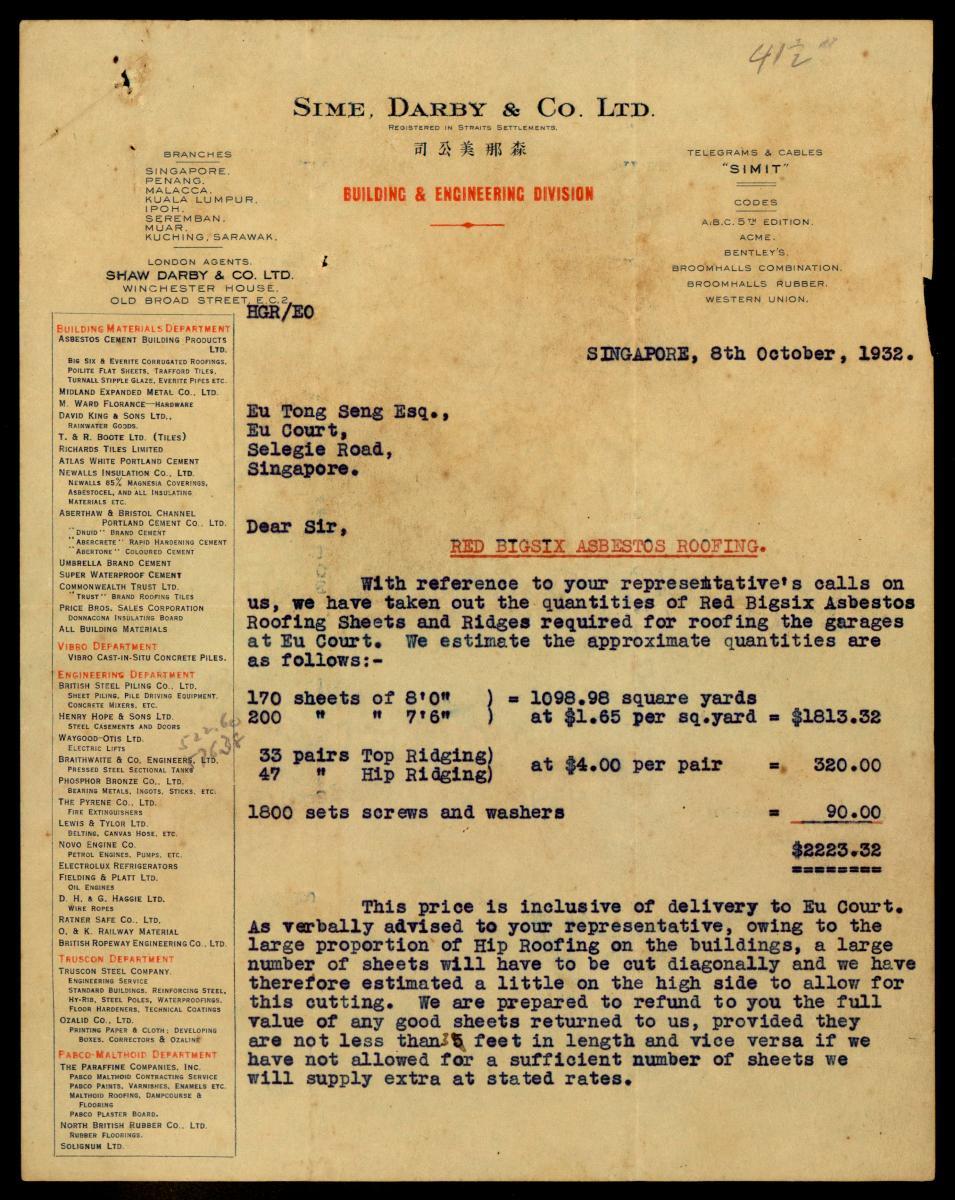 41 ½
SIME, DARBY & CO. LTD.
REGISTERED IN STRAITS SETTLEMENTS.
司公美那森
BUILDING & ENGINEERING DIVISION
BRANCHES
SINGAPORE.
PENANG.
MALACCA.
KUALA LUMPUR.
IPOH.
SEREMBAN.
MUAR.
KUCHING, SARAWAK.
LONDON AGENTS.
SHAW DARBY & CO. LTD.
WINCHESTER HOUSE.
OLD BROAD STREET, E.C.2.
TELEGRAMS & CABLES
"SIMIT"
CODES
A.B.C. 5TH EDITION.
ACME.
BENTLEY'S.
BROOMHALLS COMBINATION.
BROOMHALLS RUBBER.
WESTERN UNION.
BUILDING MATERIALS DEPARTMENT
ASBESTOS CEMENT BUILDING PRODUCTS
LTD.
BIG SIX & EVERITE CORRUGATED ROOFINGS,
POILITE FLAT SHEETS, TRAFFORD TILES,
TURNALL STIPPLE GLAZE, EVERITE PIPES ETC.
MIDLAND EXPANDED METAL CO., LTD.
M. WARD FLORANCE—HARDWARE
DAVID KING & SONS LTD.,
RAINWATER GOODS.
T. & R. BOOTE LTD. (TILES)
RICHARDS TILES LIMITED
ATLAS WHITE PORTLAND CEMENT
NEWALLS INSULATION CO., LTD.
NEWALLS 85% MAGNESIA COVERINGS,
ASBESTOCEL, AND ALL INSULATING
MATERIALS ETC.
ABERTHAW & BRISTOL CHANNEL
PORTLAND CEMENT CO., LTD.
"DRUID" BRAND CEMENT
"ABERCRETE" RAPID HARDENING CEMENT
"ABERTONE" COLOURED CEMENT
UMBRELLA BRAND CEMENT
SUPER WATERPROOF CEMENT
COMMONWEALTH TRUST LTD.
"TRUST" BRAND ROOFING TILES
PRICE BROS. SALES CORPORATION
DONNACONA INSULATING BOARD
ALL BUILDING MATERIALS
VIBRO DEPARTMENT
VIBRO CAST-IN-SITU CONCRETE PILES.
ENGINEERING DEPARTMENT
BRITISH STEEL PILING CO., LTD.
SHEET PILING, PILE DRIVING EQUIPMENT,
CONCRETE MIXERS, ETC.
HENRY HOPE & SONS LTD.
STEEL CASEMENTS AND DOORS
WAYGOOD-OTIS LTD.
ELECTRIC LIFTS
BRAITHWAITE & CO. ENGINEERS, LTD.
PRESSED STEEL SECTIONAL TANKS
PHOSPHOR BRONZE CO., LTD.
BEARING METALS, INGOTS, STICKS, ETC.
THE PYRENE CO., LTD.
FIRE EXTINGUISHERS
LEWIS & TYLOR LTD.
BELTING, CANVAS HOSE, ETC.
NOVO ENGINE CO.
PETROL ENGINES, PUMPS, ETC.
ELECTROLUX REFRIGERATORS
FIELDING & PLATT LTD.
OIL ENGINES
D. H. & G. HAGGIE LTD.
WIRE ROPES
RATNER SAFE CO., LTD.
O. & K. RAILWAY MATERIAL
BRITISH ROPEWAY ENGINEERING CO., LTD.
TRUSCON DEPARTMENT
TRUSCON STEEL COMPANY.
ENGINEERING SERVICE
STANDARD BUILDINGS, REINFORCING STEEL,
HY-RIB, STEEL POLES, WATERPROOFINGS,
FLOOR HARDENERS, TECHNICAL COATINGS
OZALID CO., LTD.
PRINTING PAPER & CLOTH; DEVELOPING
BOXES, CORRECTORS & OZALINE
PABCO-MALTHOID DEPARTMENT
THE PARAFFINE COMPANIES, INC.
PABCO MALTHOID CONTRACTING SERVICE
PABCO PAINTS, VARNISHES, ENAMELS ETC.
MALTHOID ROOFING, DAMPCOURSE &
FLOORING
PABCO PLASTER BOARD.
NORTH BRITISH RUBBER CO., LTD.
RUBBER FLOORINGS.
SOLIGNUM LTD.
522.60
HGR/EO
SINGAPORE, 8th October, 1932.
Eu Tong Seng Esq.,
Eu Court,
Selegie Road,
Singapore.
Dear Sir,
RED BIGSIX ASBESTOS ROOFING.
With reference to your representative's calls on
us, we have taken out the quantities of Red Bigsix Asbestos
Roofing Sheets and Ridges required for roofing the garages
at Eu Court. We estimate the approximate quantities are
as follows:-
170 sheets of 8'0" ) = 1098.98 square yards
200 " " 7'6" ) at $1.65 per sq.yard = $1813.32
33 pairs Top Ridging)
47 " Hip Ridging) at $4.00 per pair = 320.00
1800 sets screws and washers = 90.00
$2223.32
This price is inclusive of delivery to Eu Court.
As verbally advised to your representative, owing to the
large proportion of Hip Roofing on the buildings, a large
number of sheets will have to be cut diagonally and we have
therefore estimated a little on the high side to allow for
this cutting. We are prepared to refund to you the full
value of any good sheets returned to us, provided they
are not less than feet in length and vice versa if we
have not allowed for a sufficient number of sheets we
will supply extra at stated rates.